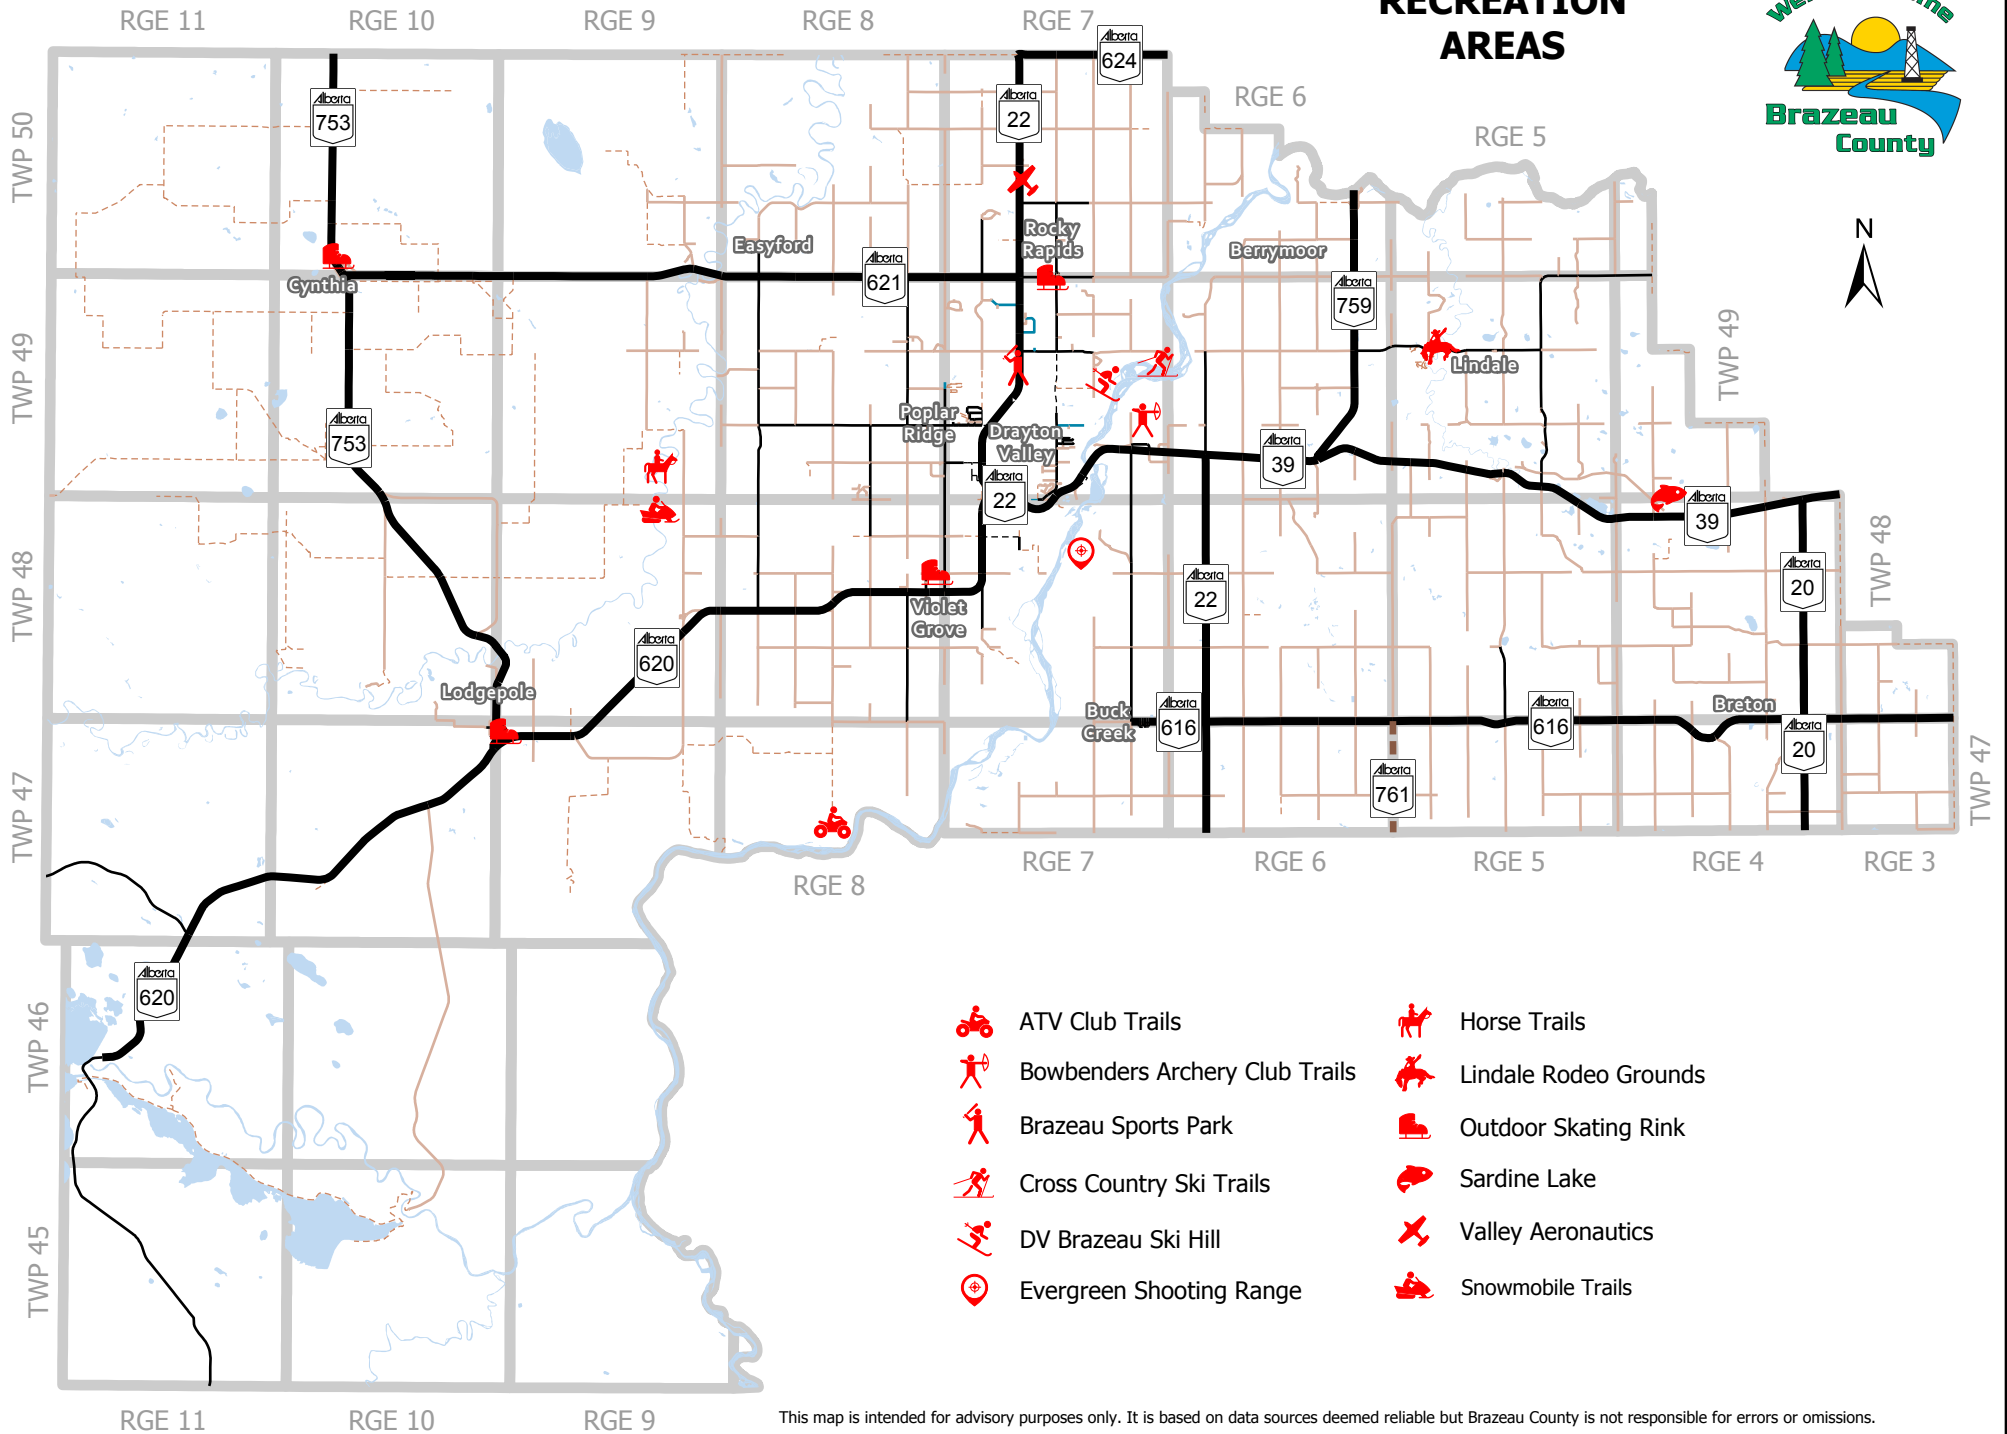 RECREATION
AREAS
Brazeau
County
RGE 11
RGE 10
RGE 9
RGE 8
RGE 7
RGE 6
RGE 5
TWP 50
TWP 49
TWP 48
TWP 47
TWP 46
TWP 45
N
Alberta
624
Alberta
753
Alberta
22
Rocky
Rapids
Easyford
Berrymoor
Alberta
621
Cynthia
Alberta
759
TWP 49
Lindale
Poplar
Ridge
Drayton
Valley
Alberta
753
Alberta
39
Alberta
22
Alberta
39
TWP 48
Alberta
20
Alberta
22
Violet
Grove
Alberta
620
Lodgepole
Buck
Creek
Alberta
616
Alberta
616
Breton
Alberta
20
Alberta
761
TWP 47
RGE 8
RGE 7
RGE 6
RGE 5
RGE 4
RGE 3
Alberta
620
ATV Club Trails
Bowbenders Archery Club Trails
Brazeau Sports Park
Cross Country Ski Trails
DV Brazeau Ski Hill
Evergreen Shooting Range
Horse Trails
Lindale Rodeo Grounds
Outdoor Skating Rink
Sardine Lake
Valley Aeronautics
Snowmobile Trails
RGE 11
RGE 10
RGE 9
This map is intended for advisory purposes only. It is based on data sources deemed reliable but Brazeau County is not responsible for errors or omissions.